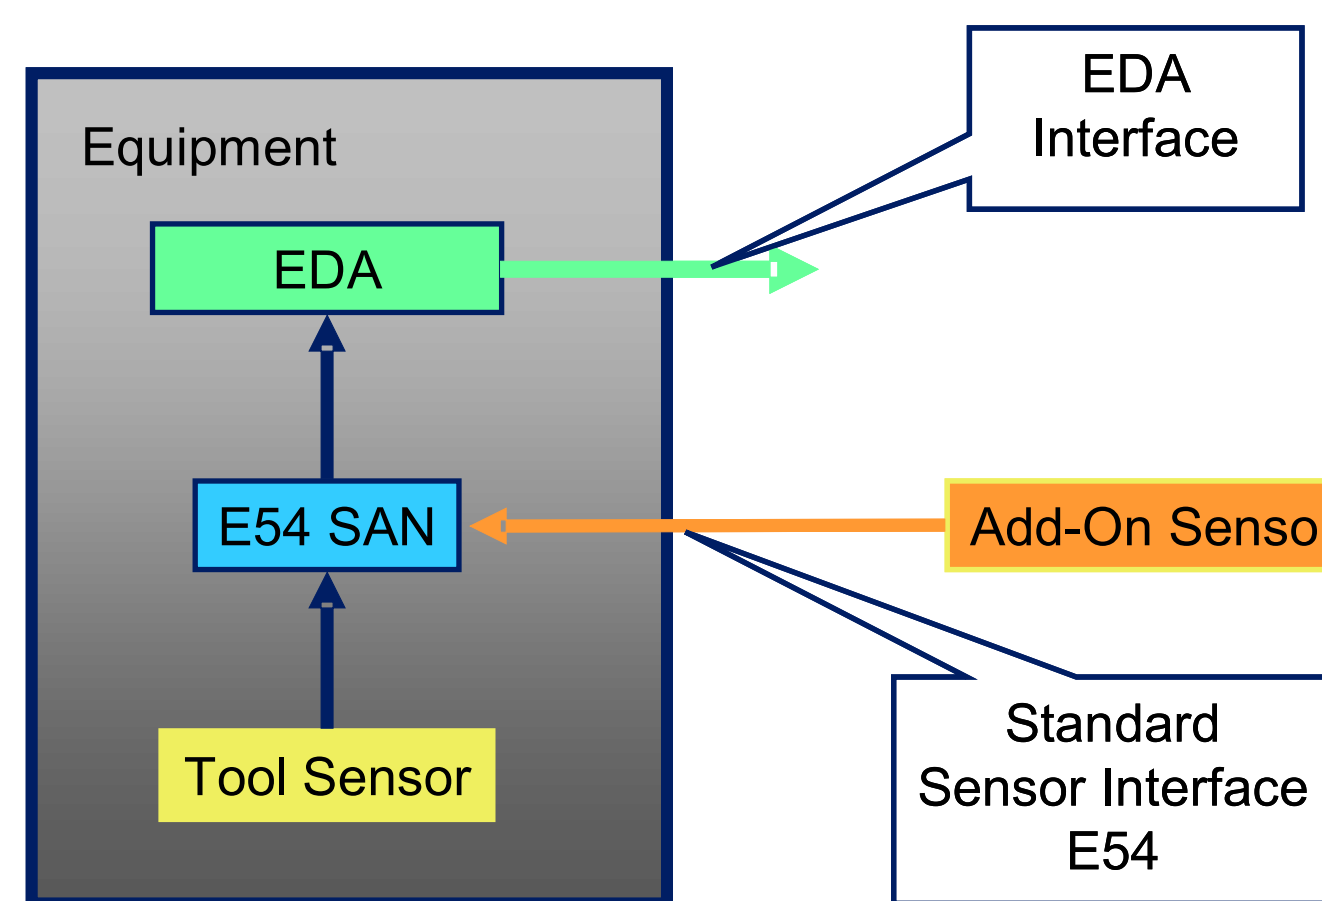 EDA
Interface
Equipment
EDA
E54 SAN
Add-On Senso
Tool Sensor
Standard
Sensor Interface
E54